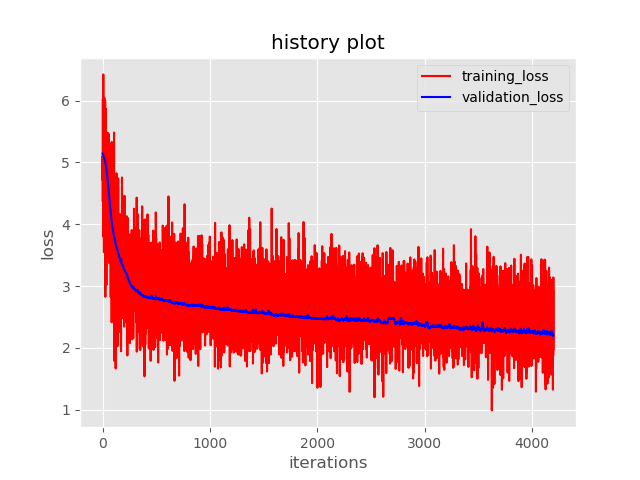 history plot
training_loss
validation_loss
loss
6
5
4
3
2
1
0 1000 2000 3000 4000
iterations